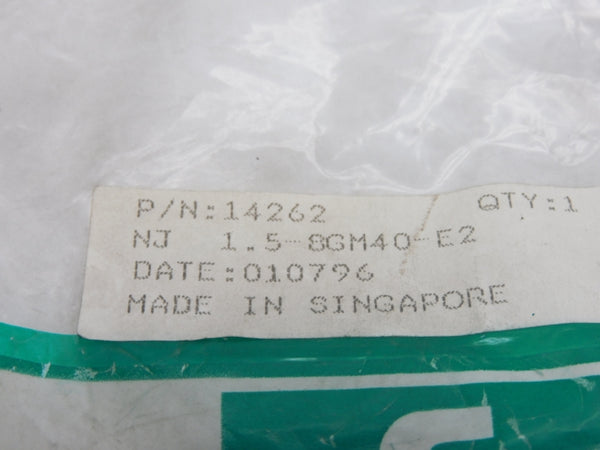 P/N:14262 QTY:1
NJ 1.5-8GM40-E2
DATE:010796
MADE IN SINGAPORE